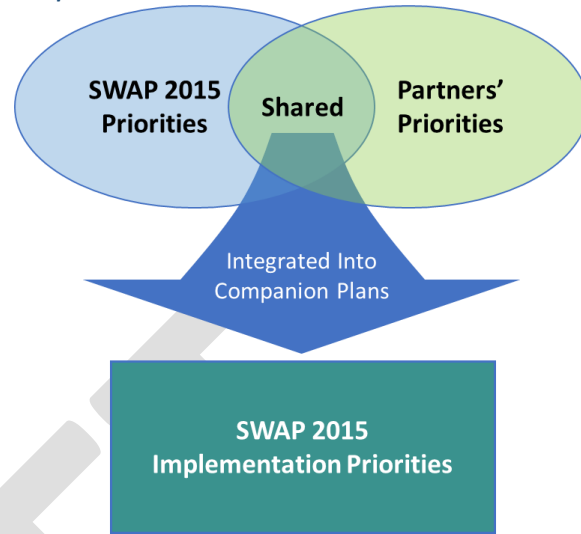 SWAP 2015
Priorities
Shared
Partners'
Priorities
Integrated Into
Companion Plans
SWAP 2015
Implementation Priorities